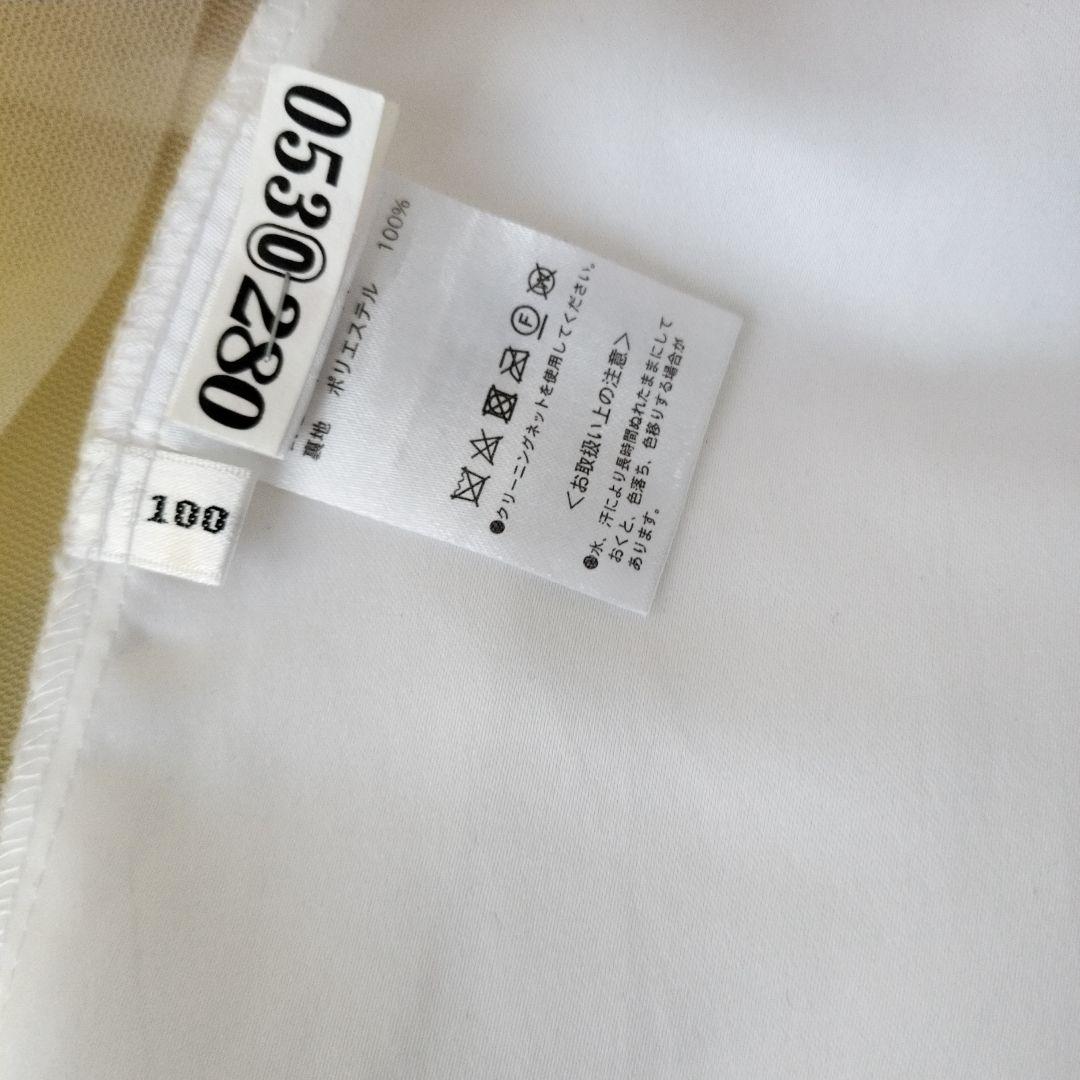 0530280
裏地 ポリエステル 100%
F
●クリーニングネットを使用してください。
<お取扱い上の注意>
●水、汗により長時間ぬれたままにして
おくと、色落ち、色移りする場合が
あります。
100